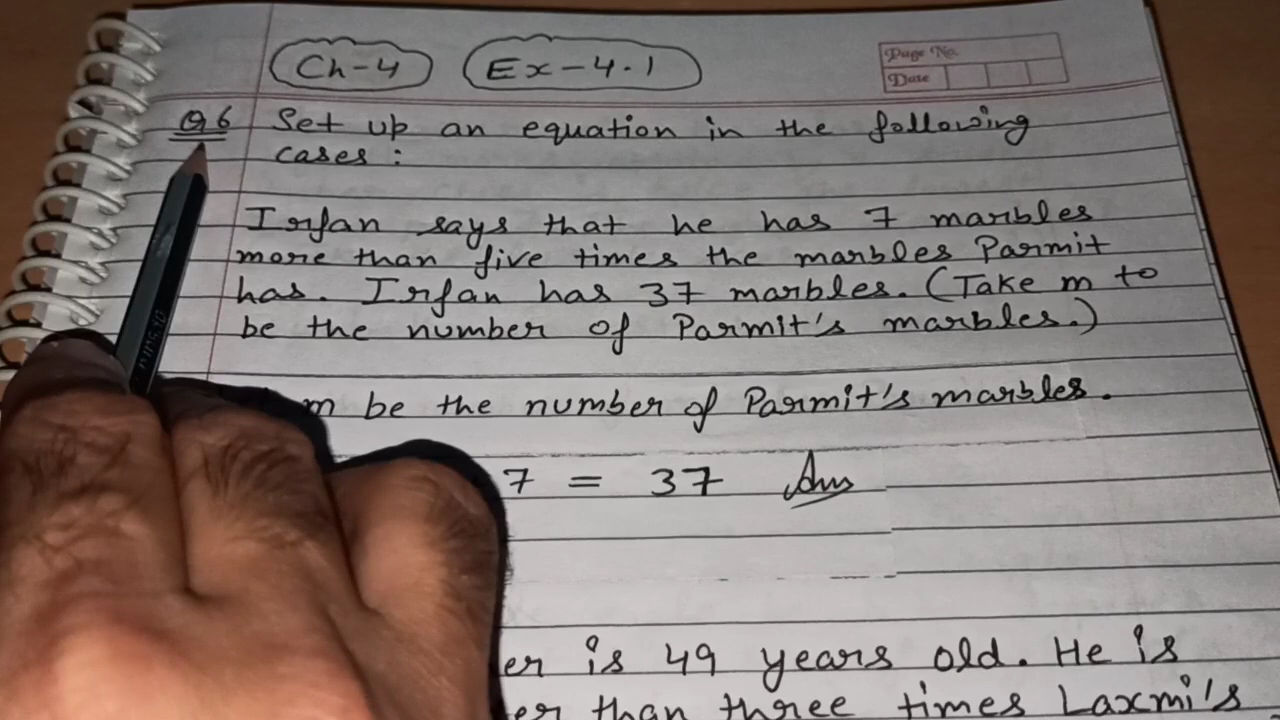 Ch-4 Ex-4.1
Page No.
Date
Q6 Set up an equation in the following
cases:
Irfan says that he has 7 marbles
more than five times the marbles Parmit
has. Irfan has 37 marbles. (Take m to
be the number of Parmit's marbles.)
m be the number of Parmit's marbles.
7 = 37 Ans
er is 49 years old. He is
er than three times Laxmi's